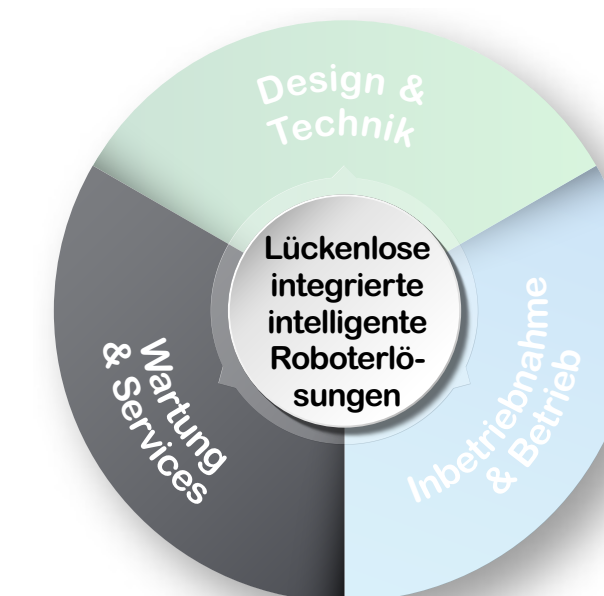 Design &
Technik
Lückenlose
integrierte
intelligente
Roboterlö-
sungen
Wartung
& Services
Inbetriebnahme
& Betrieb